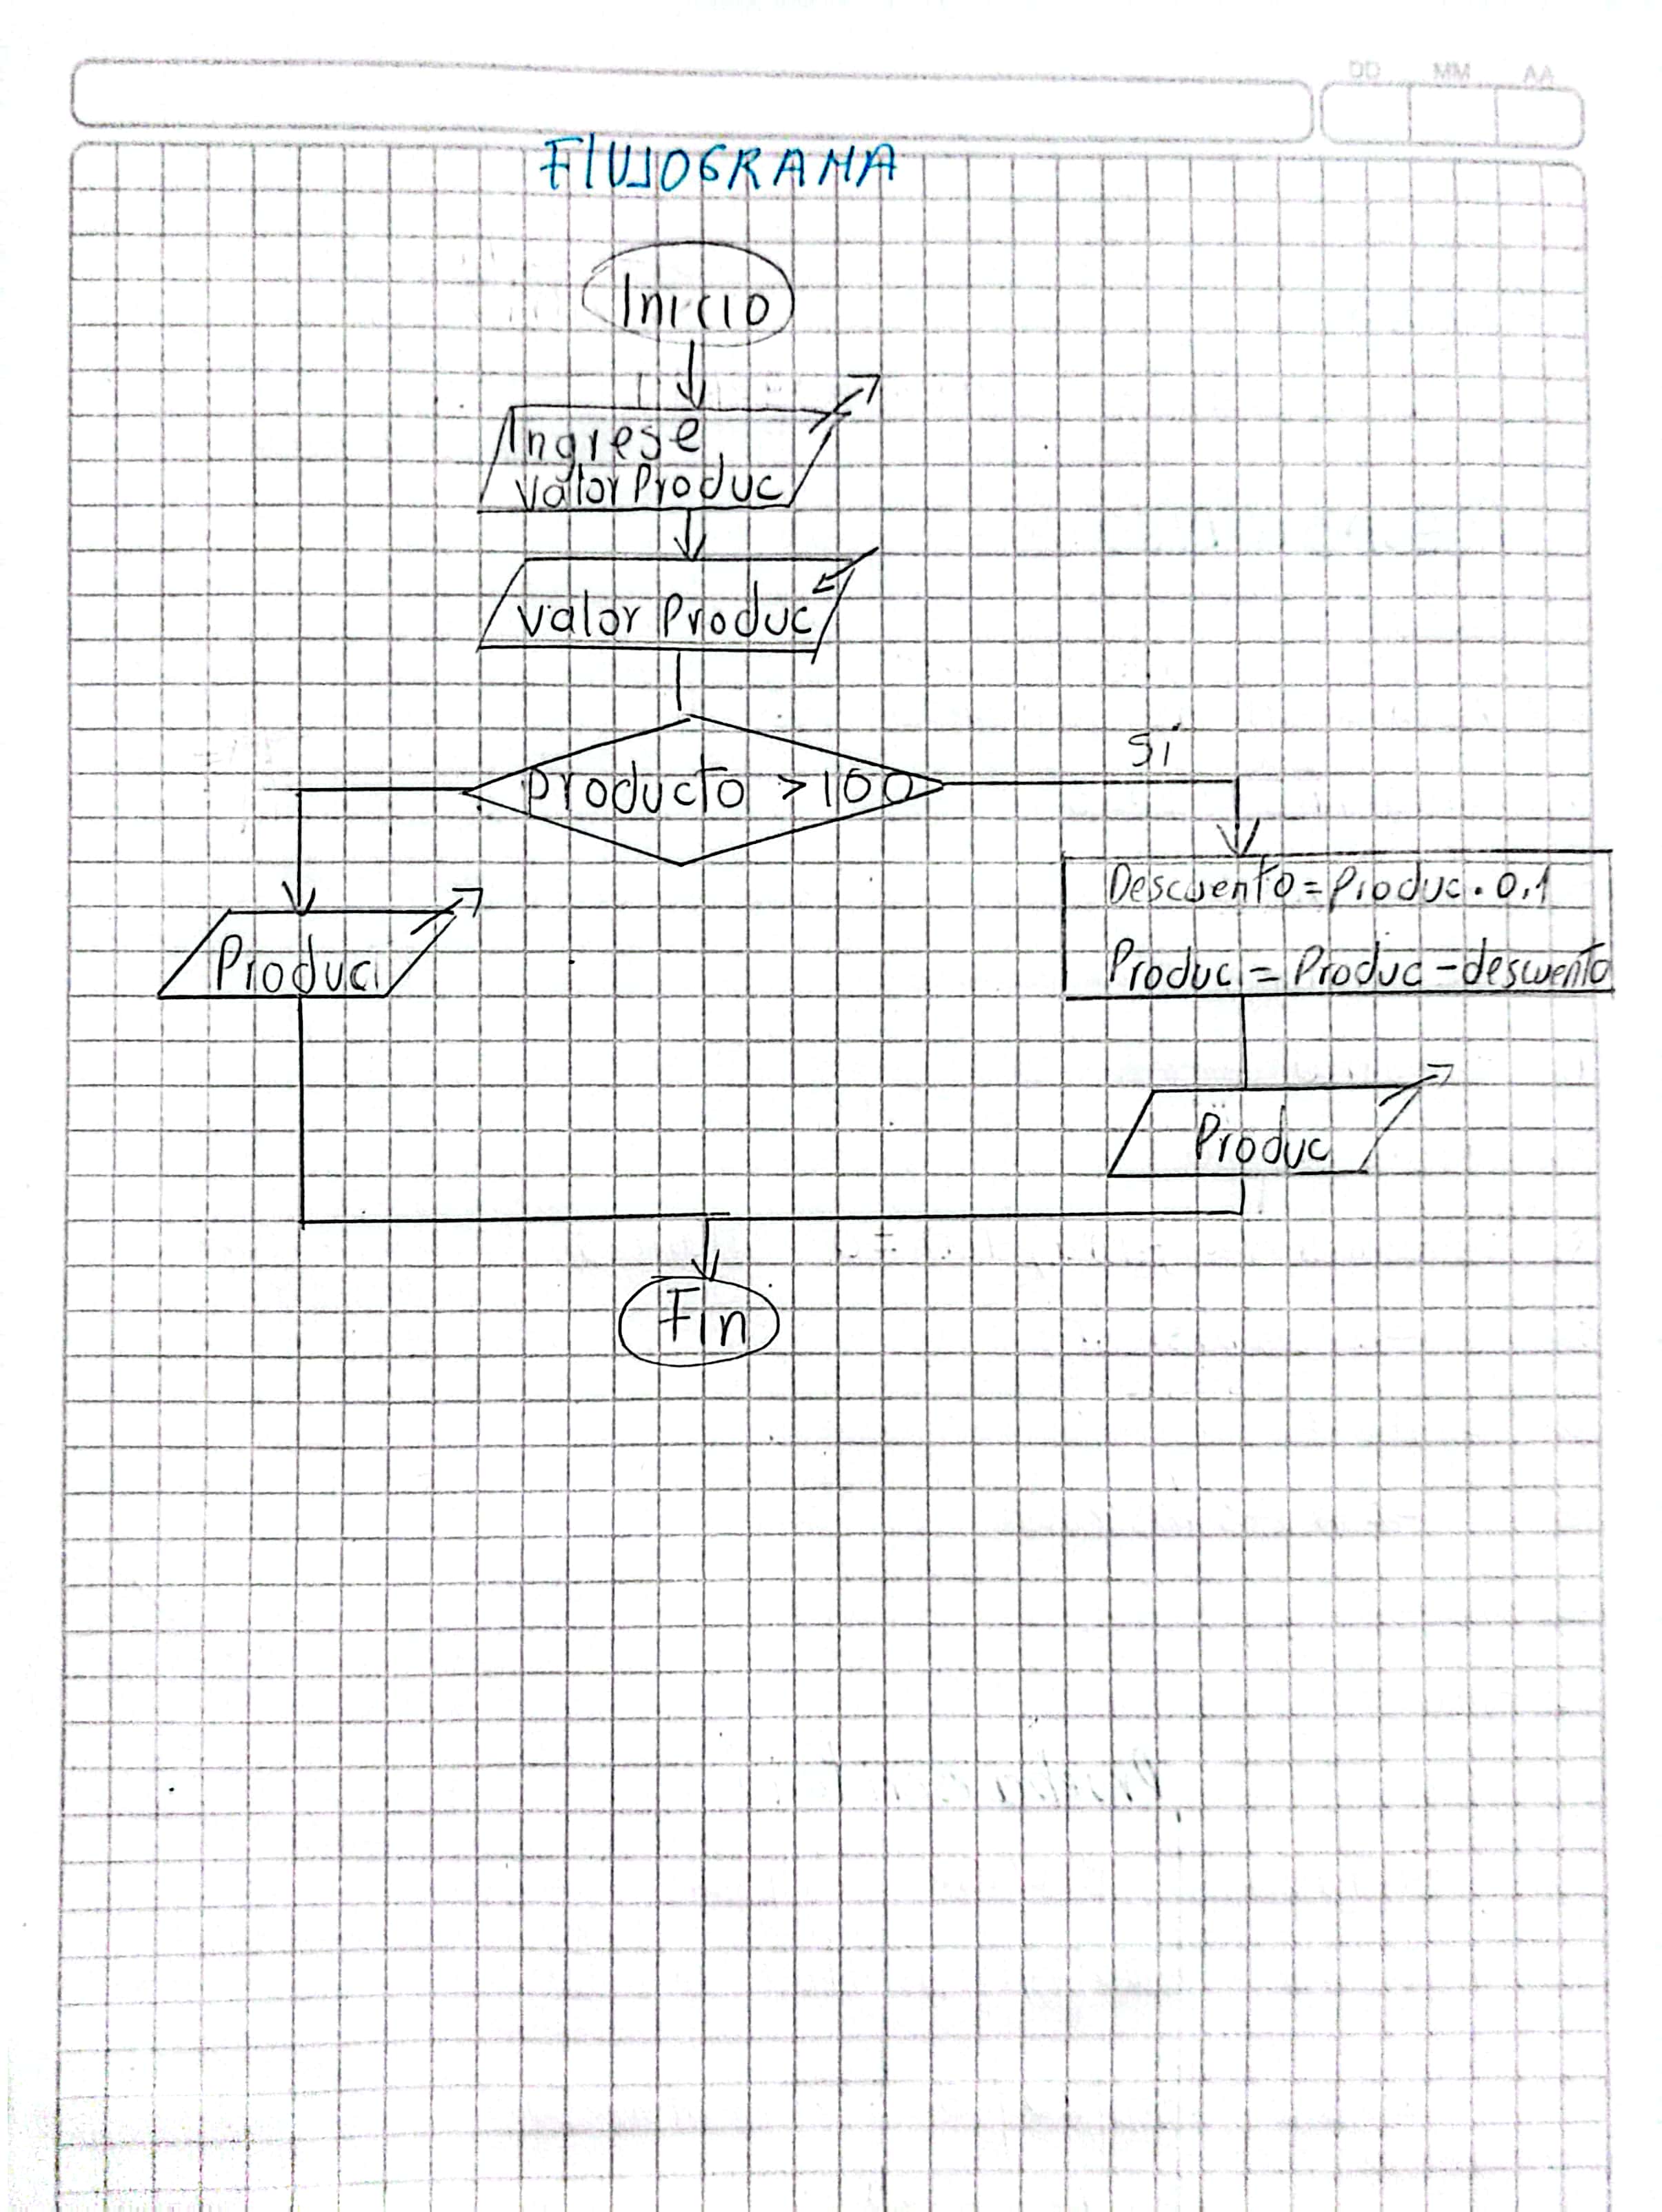 DD MM AA
FlUJOGRAMA
Inicio
Ingrese
valor Produc
valor Produc
producto > 100
si
Descuento = Produc . 0.1
Produc = Produc - descuento
Produc
Produc
Fin